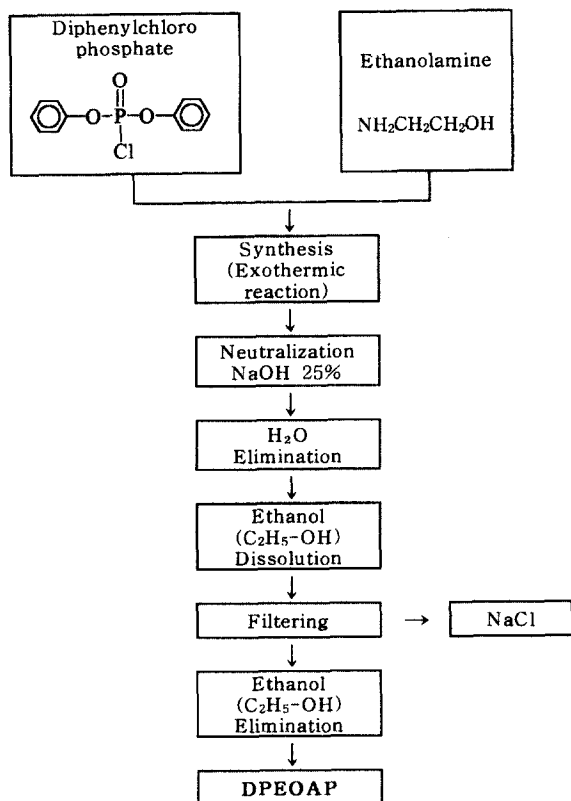 Diphenylchloro
phosphate
O
O
P
O
Cl
Ethanolamine
NH₂CH₂CH₂OH
Synthesis
(Exothermic
reaction)
Neutralization
NaOH 25%
H₂O
Elimination
Ethanol
(C₂H₅-OH)
Dissolution
Filtering
NaCl
Ethanol
(C₂H₅-OH)
Elimination
DPEOAP